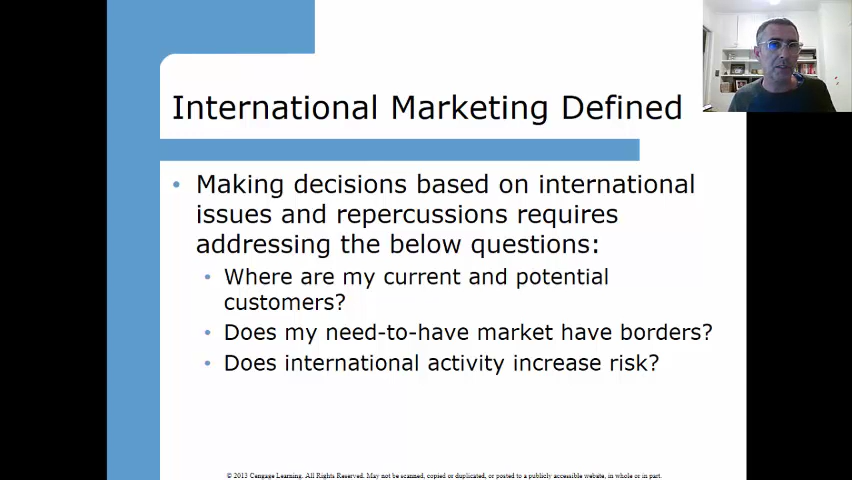 International Marketing Defined
• Making decisions based on international
issues and repercussions requires
addressing the below questions:
• Where are my current and potential
customers?
• Does my need-to-have market have borders?
• Does international activity increase risk?
© 2013 Cengage Learning. All Rights Reserved. May not be scanned, copied or duplicated, or posted to a publicly accessible website, in whole or in part.